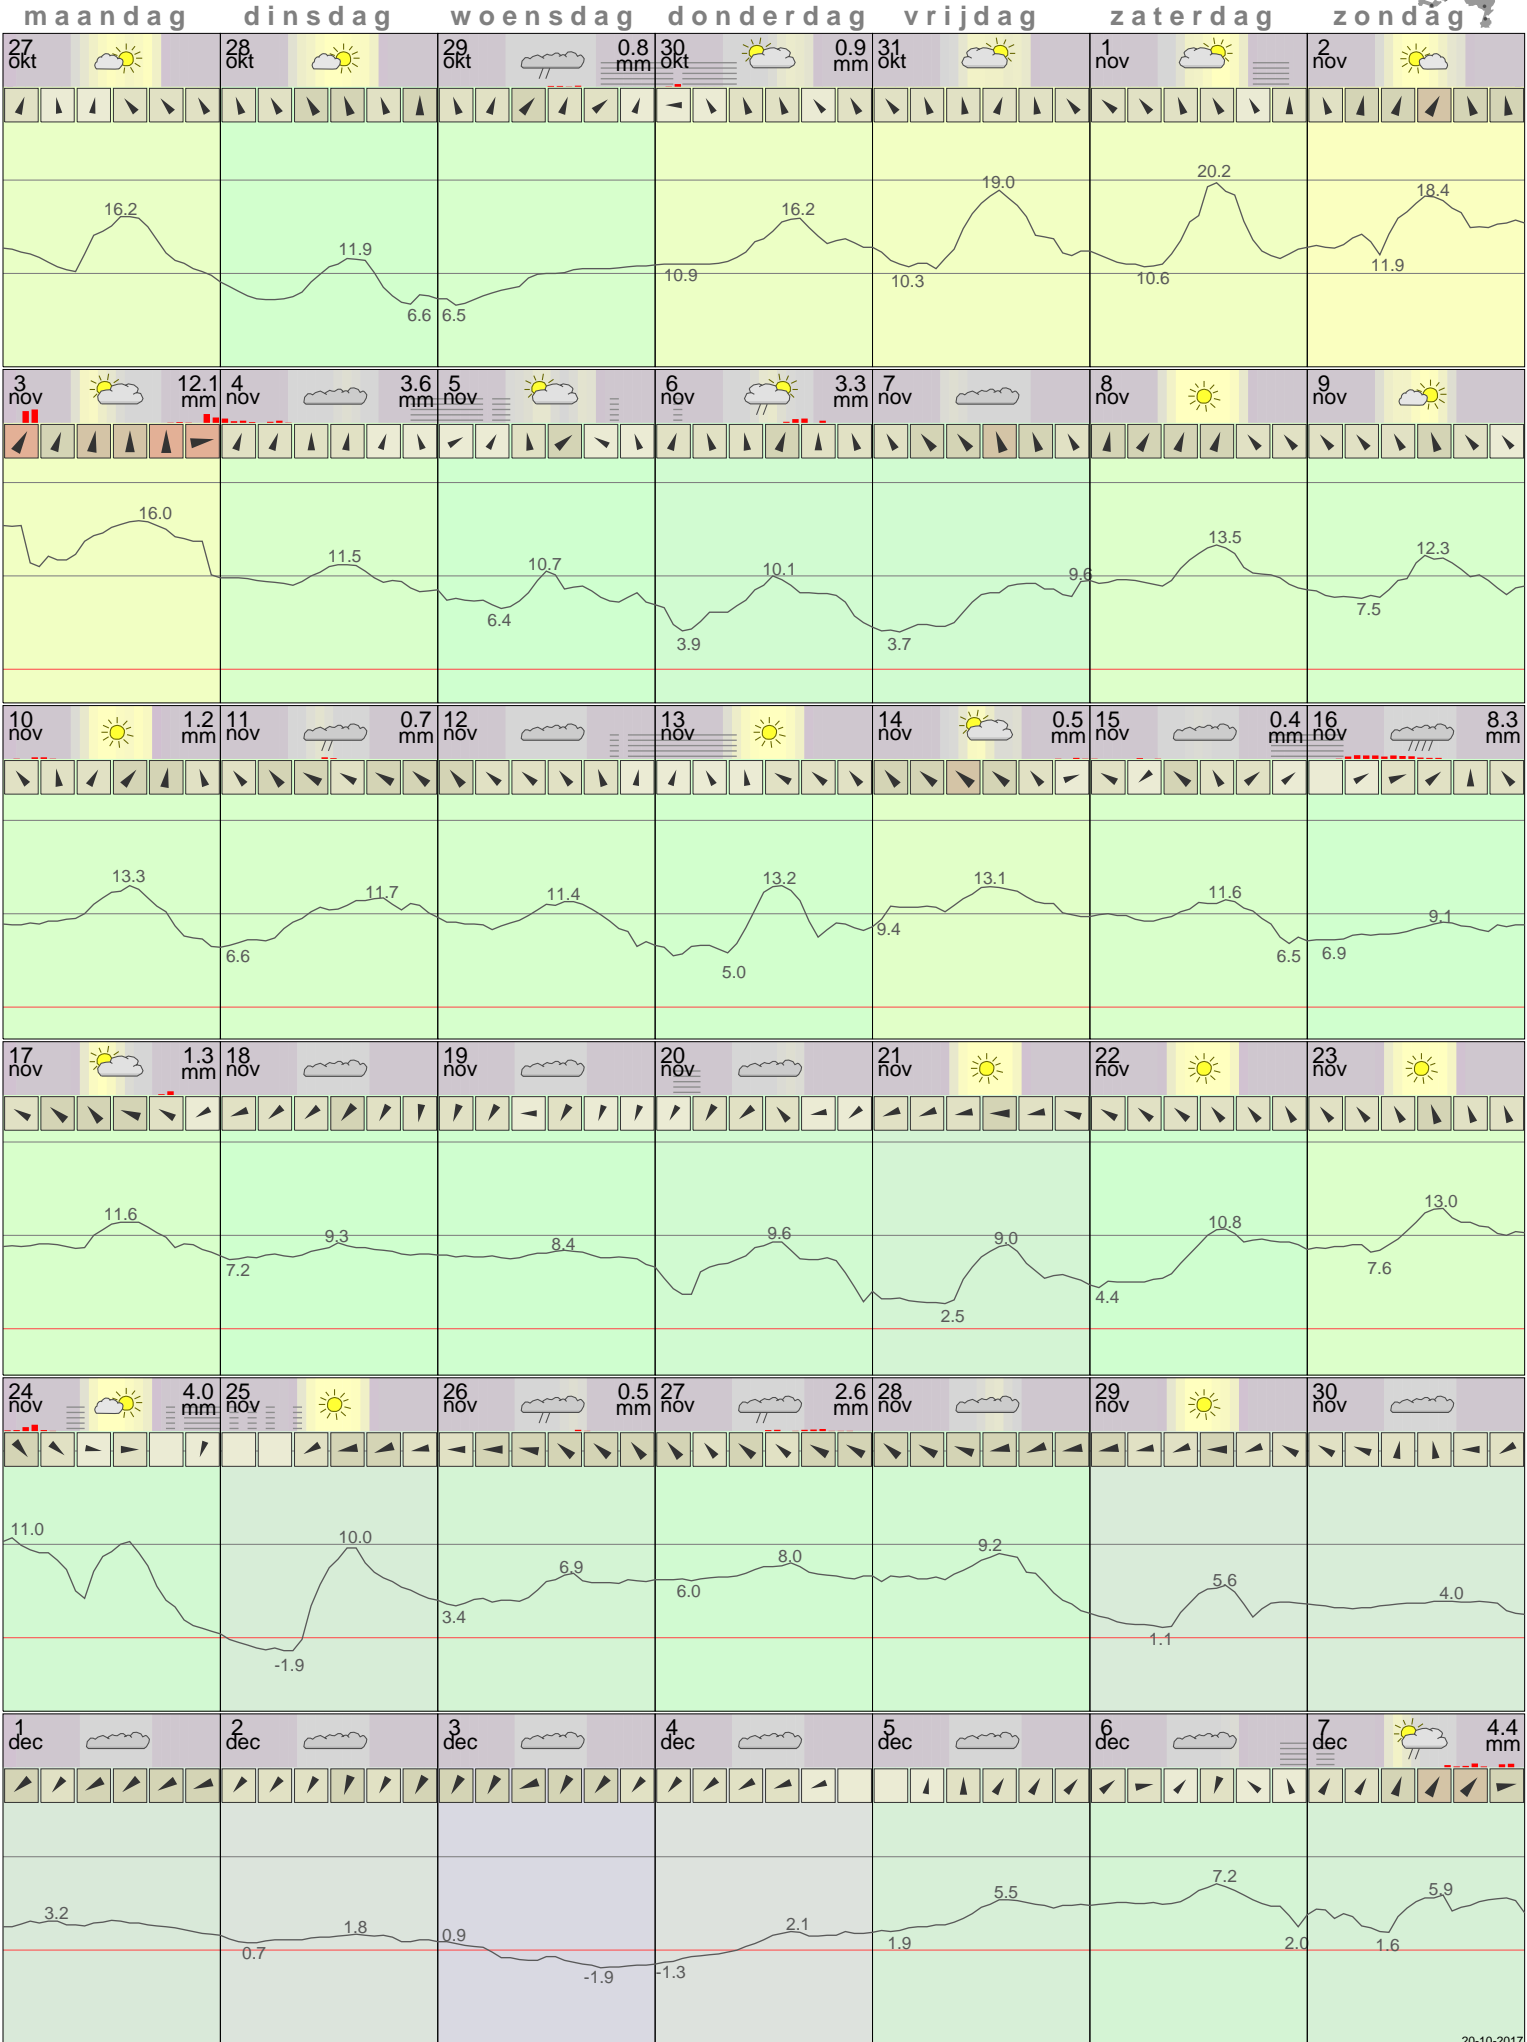 maandag dinsdag woensdag donderdag vrijdag zaterdag zondag
27 28 29 0.8 30 0.9 31 1 2
okt okt okt mm okt mm okt nov nov
20.2
19.0
18.4
16.2 16.2
11.9
10.9 10.3 10.6 11.9
6.6 6.5
3 12.1 4 3.6 5 6 3.3 7 8 9
nov mm nov mm nov nov mm nov nov nov
16.0
13.5
11.5 10.7 10.1 9.6 12.3
6.4 7.5
3.9 3.7
10 1.2 11 0.7 12 13 14 0.5 15 0.4 16 8.3
nov mm nov mm nov nov nov mm nov mm nov mm
13.3 11.7 11.4 13.2 13.1 11.6
9.4 9.1
6.6 5.0 6.5 6.9
17 1.3 18 19 20 21 22 23
nov mm nov nov nov nov nov nov
13.0
11.6 9.3 8.4 9.6 9.0 10.8
7.2 7.6
2.5 4.4
24 4.0 25 26 0.5 27 2.6 28 29 30
nov mm nov nov mm nov mm nov nov nov
11.0 10.0 9.2
6.9 8.0
3.4 6.0 5.6 4.0
-1.9 1.1
1 2 3 4 5 6 7 4.4
dec dec dec dec dec dec dec mm
7.2
3.2 5.5 5.9
1.8 0.9 2.1
0.7 1.9 2.0 1.6
-1.9 -1.3
20-10-2017